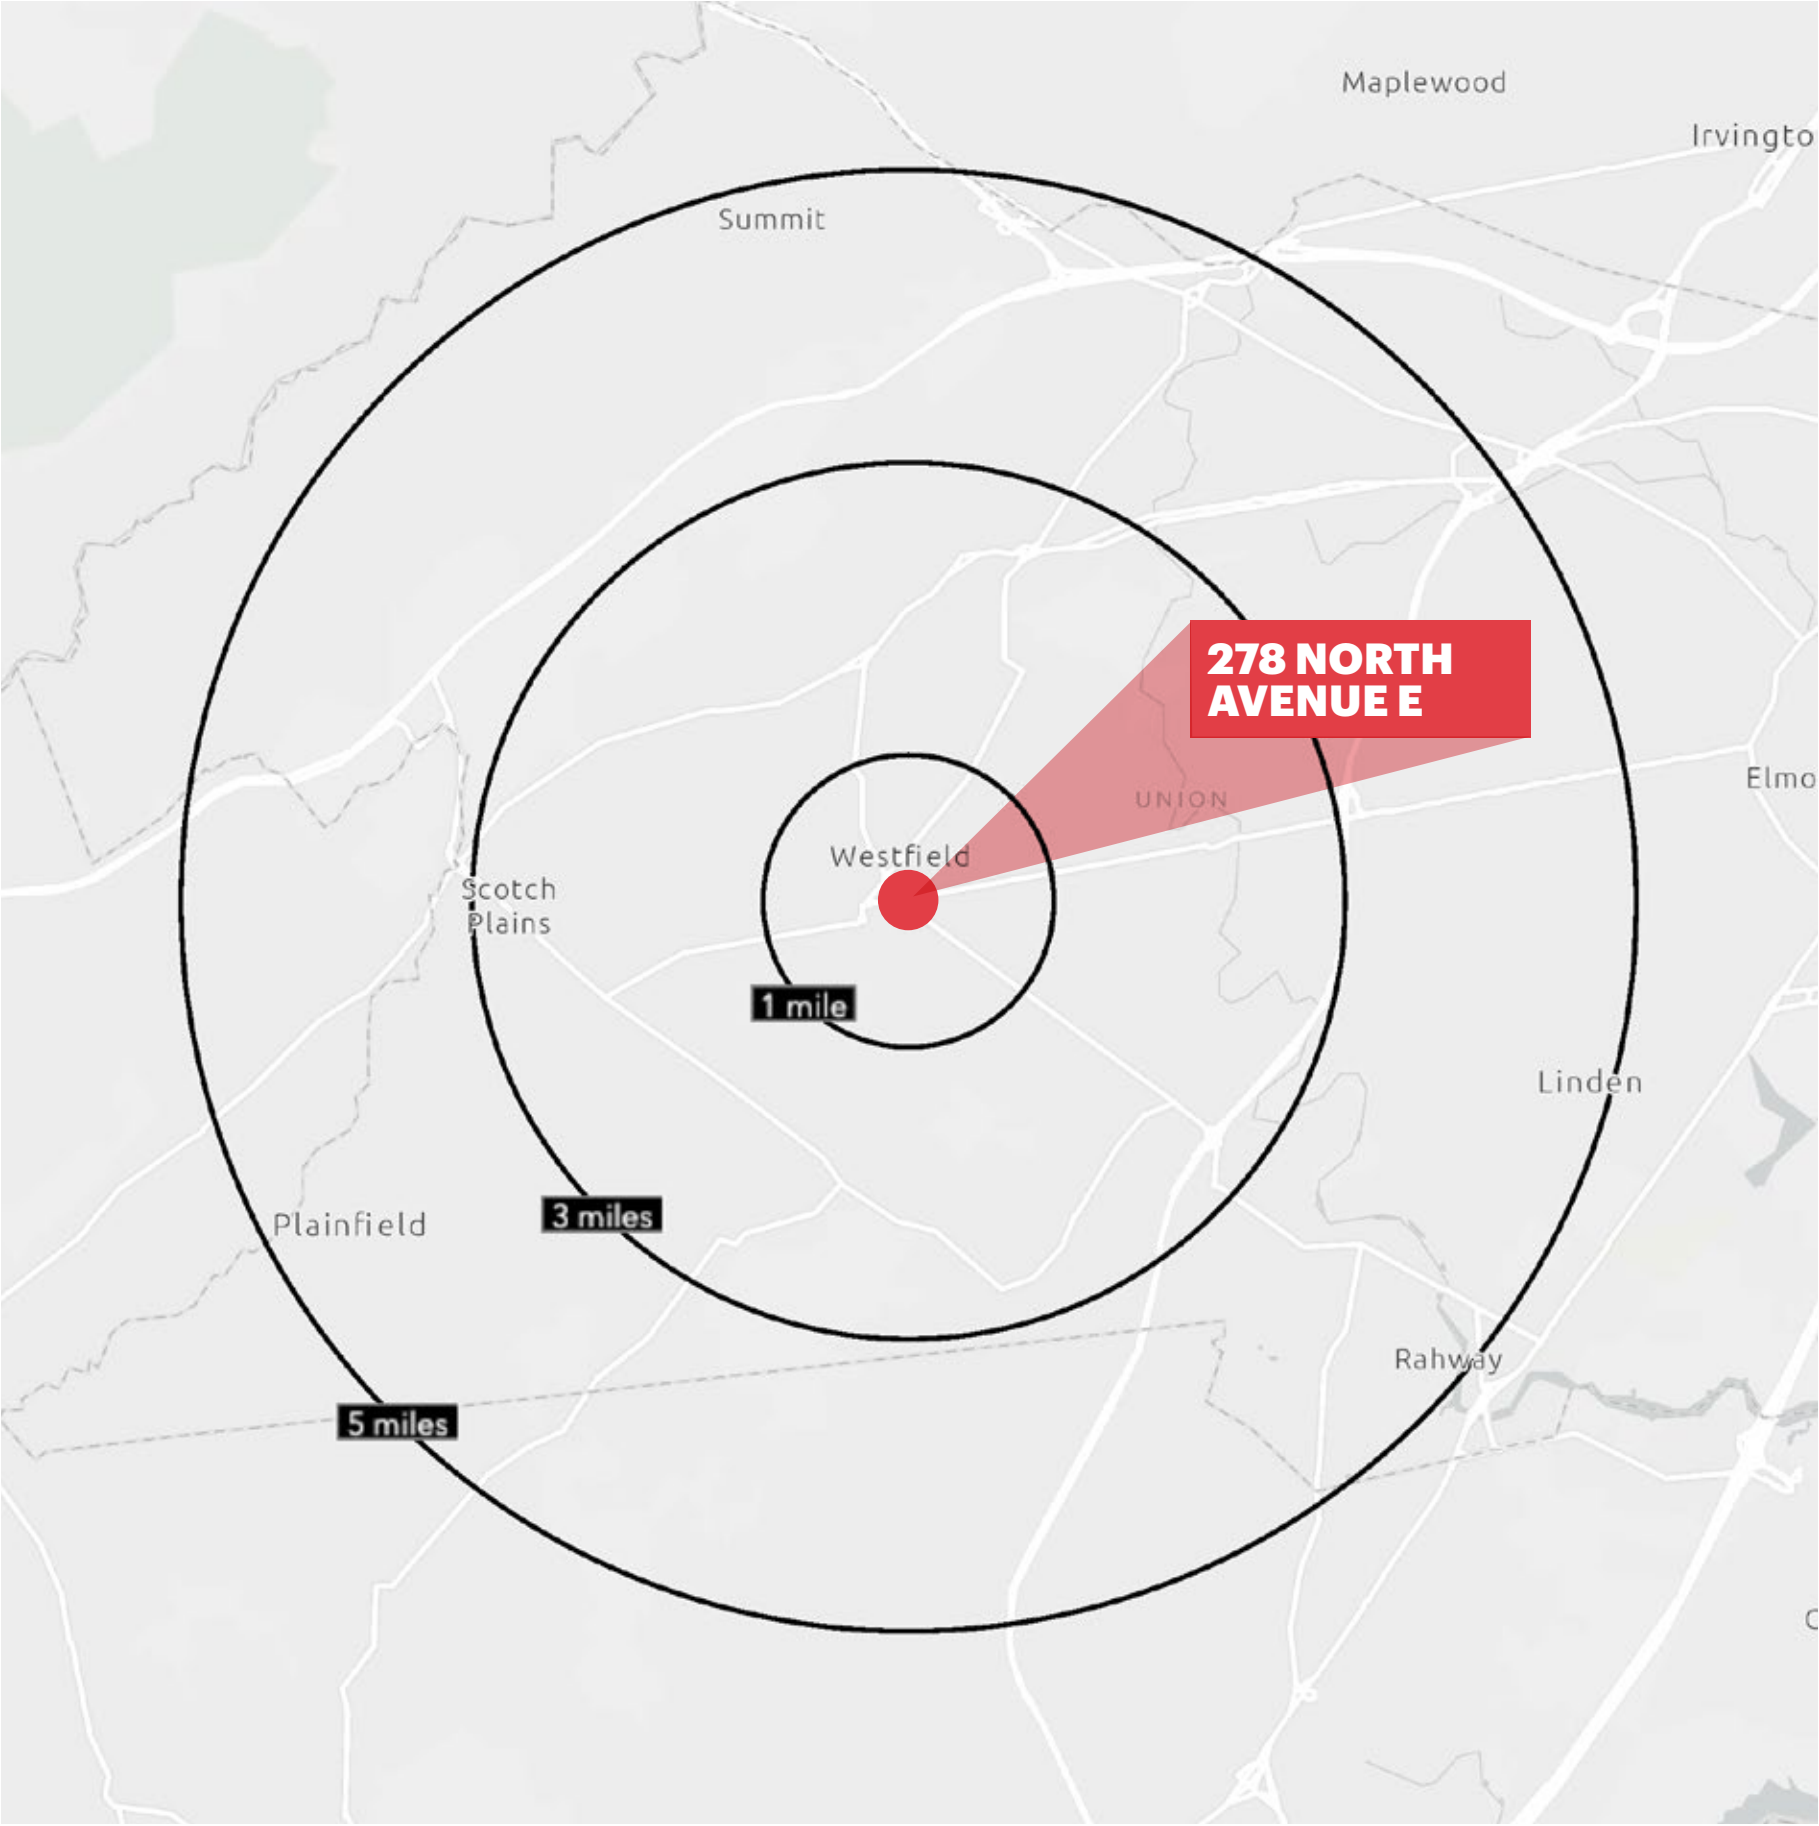 Maplewood
Irvingto
Summit
278 NORTH
AVENUE E
Elmo
UNION
Westfield
Scotch
Plains
1 mile
Linden
3 miles
Plainfield
Rahway
5 miles